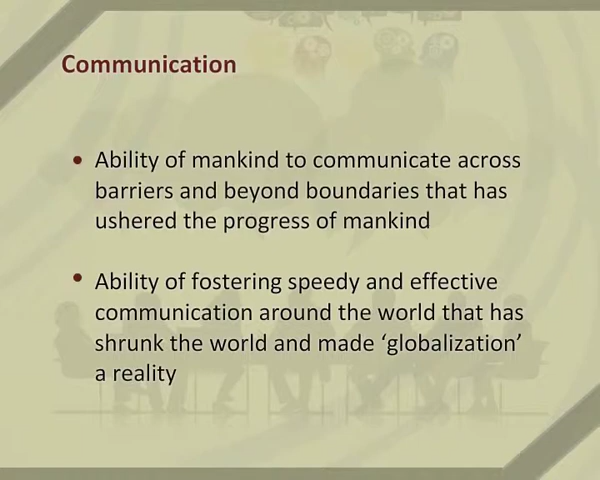 Communication
• Ability of mankind to communicate across
barriers and beyond boundaries that has
ushered the progress of mankind
• Ability of fostering speedy and effective
communication around the world that has
shrunk the world and made ‘globalization’
a reality